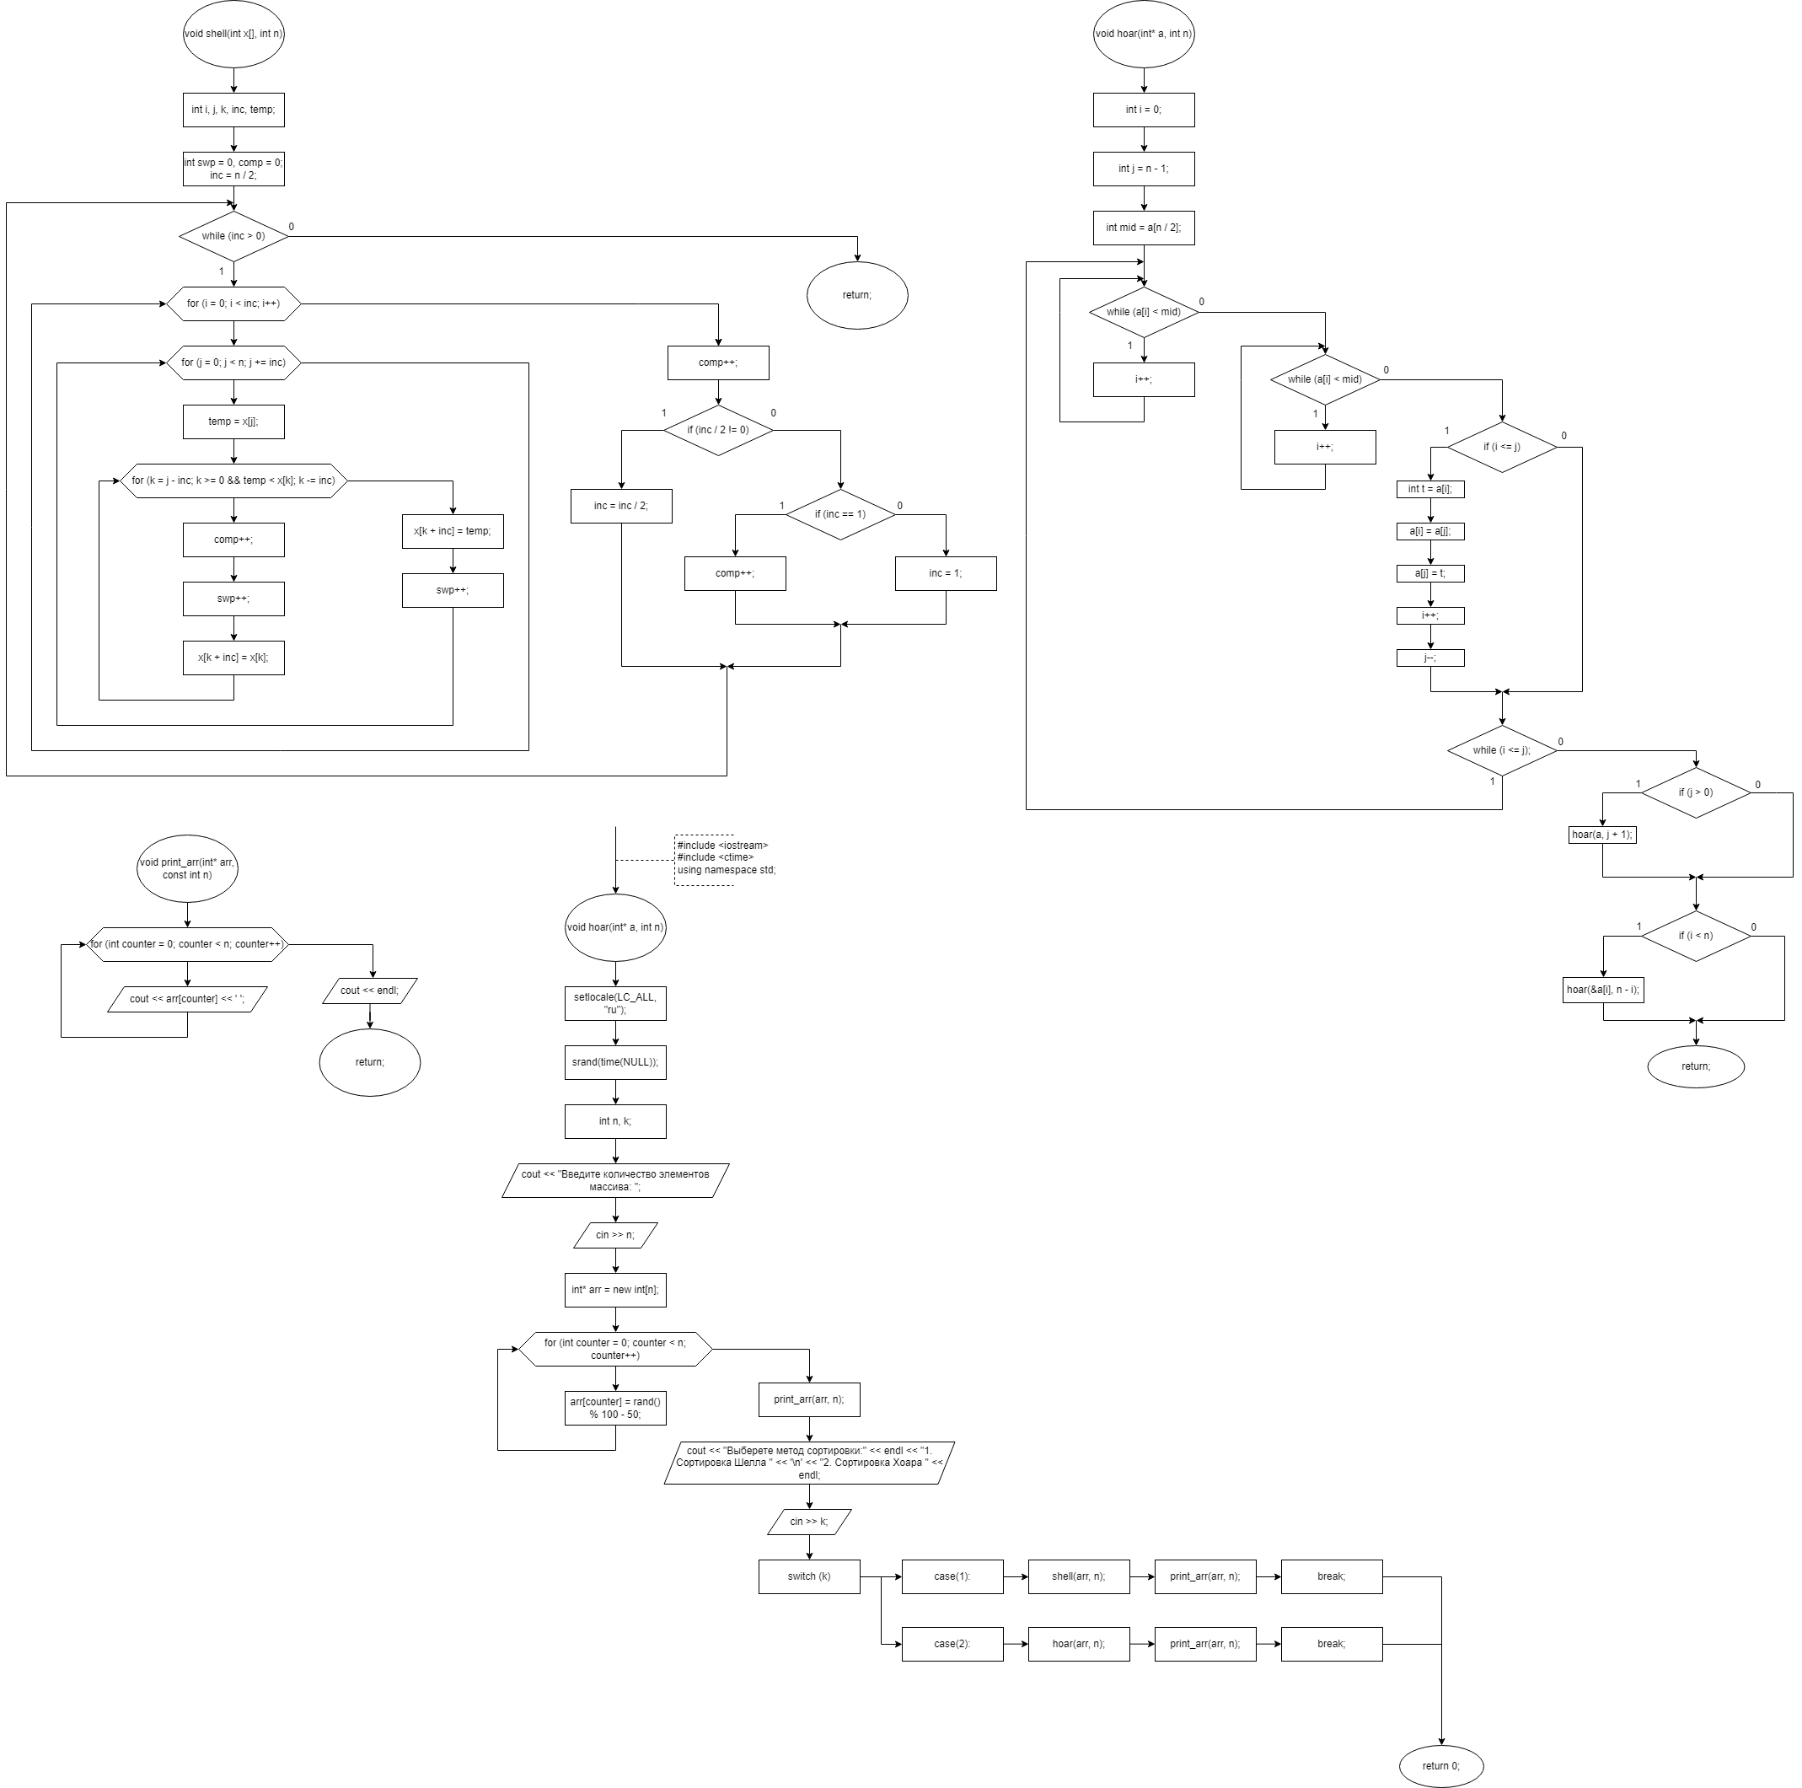 void shell(int x[], int n)
int i, j, k, inc, temp;
int swp = 0, comp = 0;
inc = n / 2;
while (inc > 0)
0
1
return;
for (i = 0; i < inc; i++)
for (j = 0; j < n; j += inc)
temp = x[j];
for (k = j - inc; k >= 0 && temp < x[k]; k -= inc)
comp++;
swp++;
x[k + inc] = x[k];
x[k + inc] = temp;
swp++;
comp++;
if (inc / 2 != 0)
1
0
inc = inc / 2;
if (inc == 1)
1
0
comp++;
inc = 1;
void hoar(int* a, int n)
int i = 0;
int j = n - 1;
int mid = a[n / 2];
while (a[i] < mid)
0
1
i++;
while (a[i] < mid)
0
1
i++;
if (i <= j)
1
0
int t = a[i];
a[i] = a[j];
a[j] = t;
i++;
j--;
while (i <= j);
0
1
if (j > 0)
1
0
hoar(a, j + 1);
if (i < n)
1
0
hoar(&a[i], n - i);
return;
void print_arr(int* arr,
const int n)
for (int counter = 0; counter < n; counter++)
cout << arr[counter] << ' ';
cout << endl;
return;
#include <iostream>
#include <ctime>
using namespace std;
void hoar(int* a, int n)
setlocale(LC_ALL,
"ru");
srand(time(NULL));
int n, k;
cout << "Введите количество элементов
массива: ";
cin >> n;
int* arr = new int[n];
for (int counter = 0; counter < n;
counter++)
arr[counter] = rand()
% 100 - 50;
print_arr(arr, n);
cout << "Выберете метод сортировки:" << endl << "1.
Сортировка Шелла " << '\n' << "2. Сортировка Хоара " <<
endl;
cin >> k;
switch (k)
case(1):
shell(arr, n);
print_arr(arr, n);
break;
case(2):
hoar(arr, n);
print_arr(arr, n);
break;
return 0;